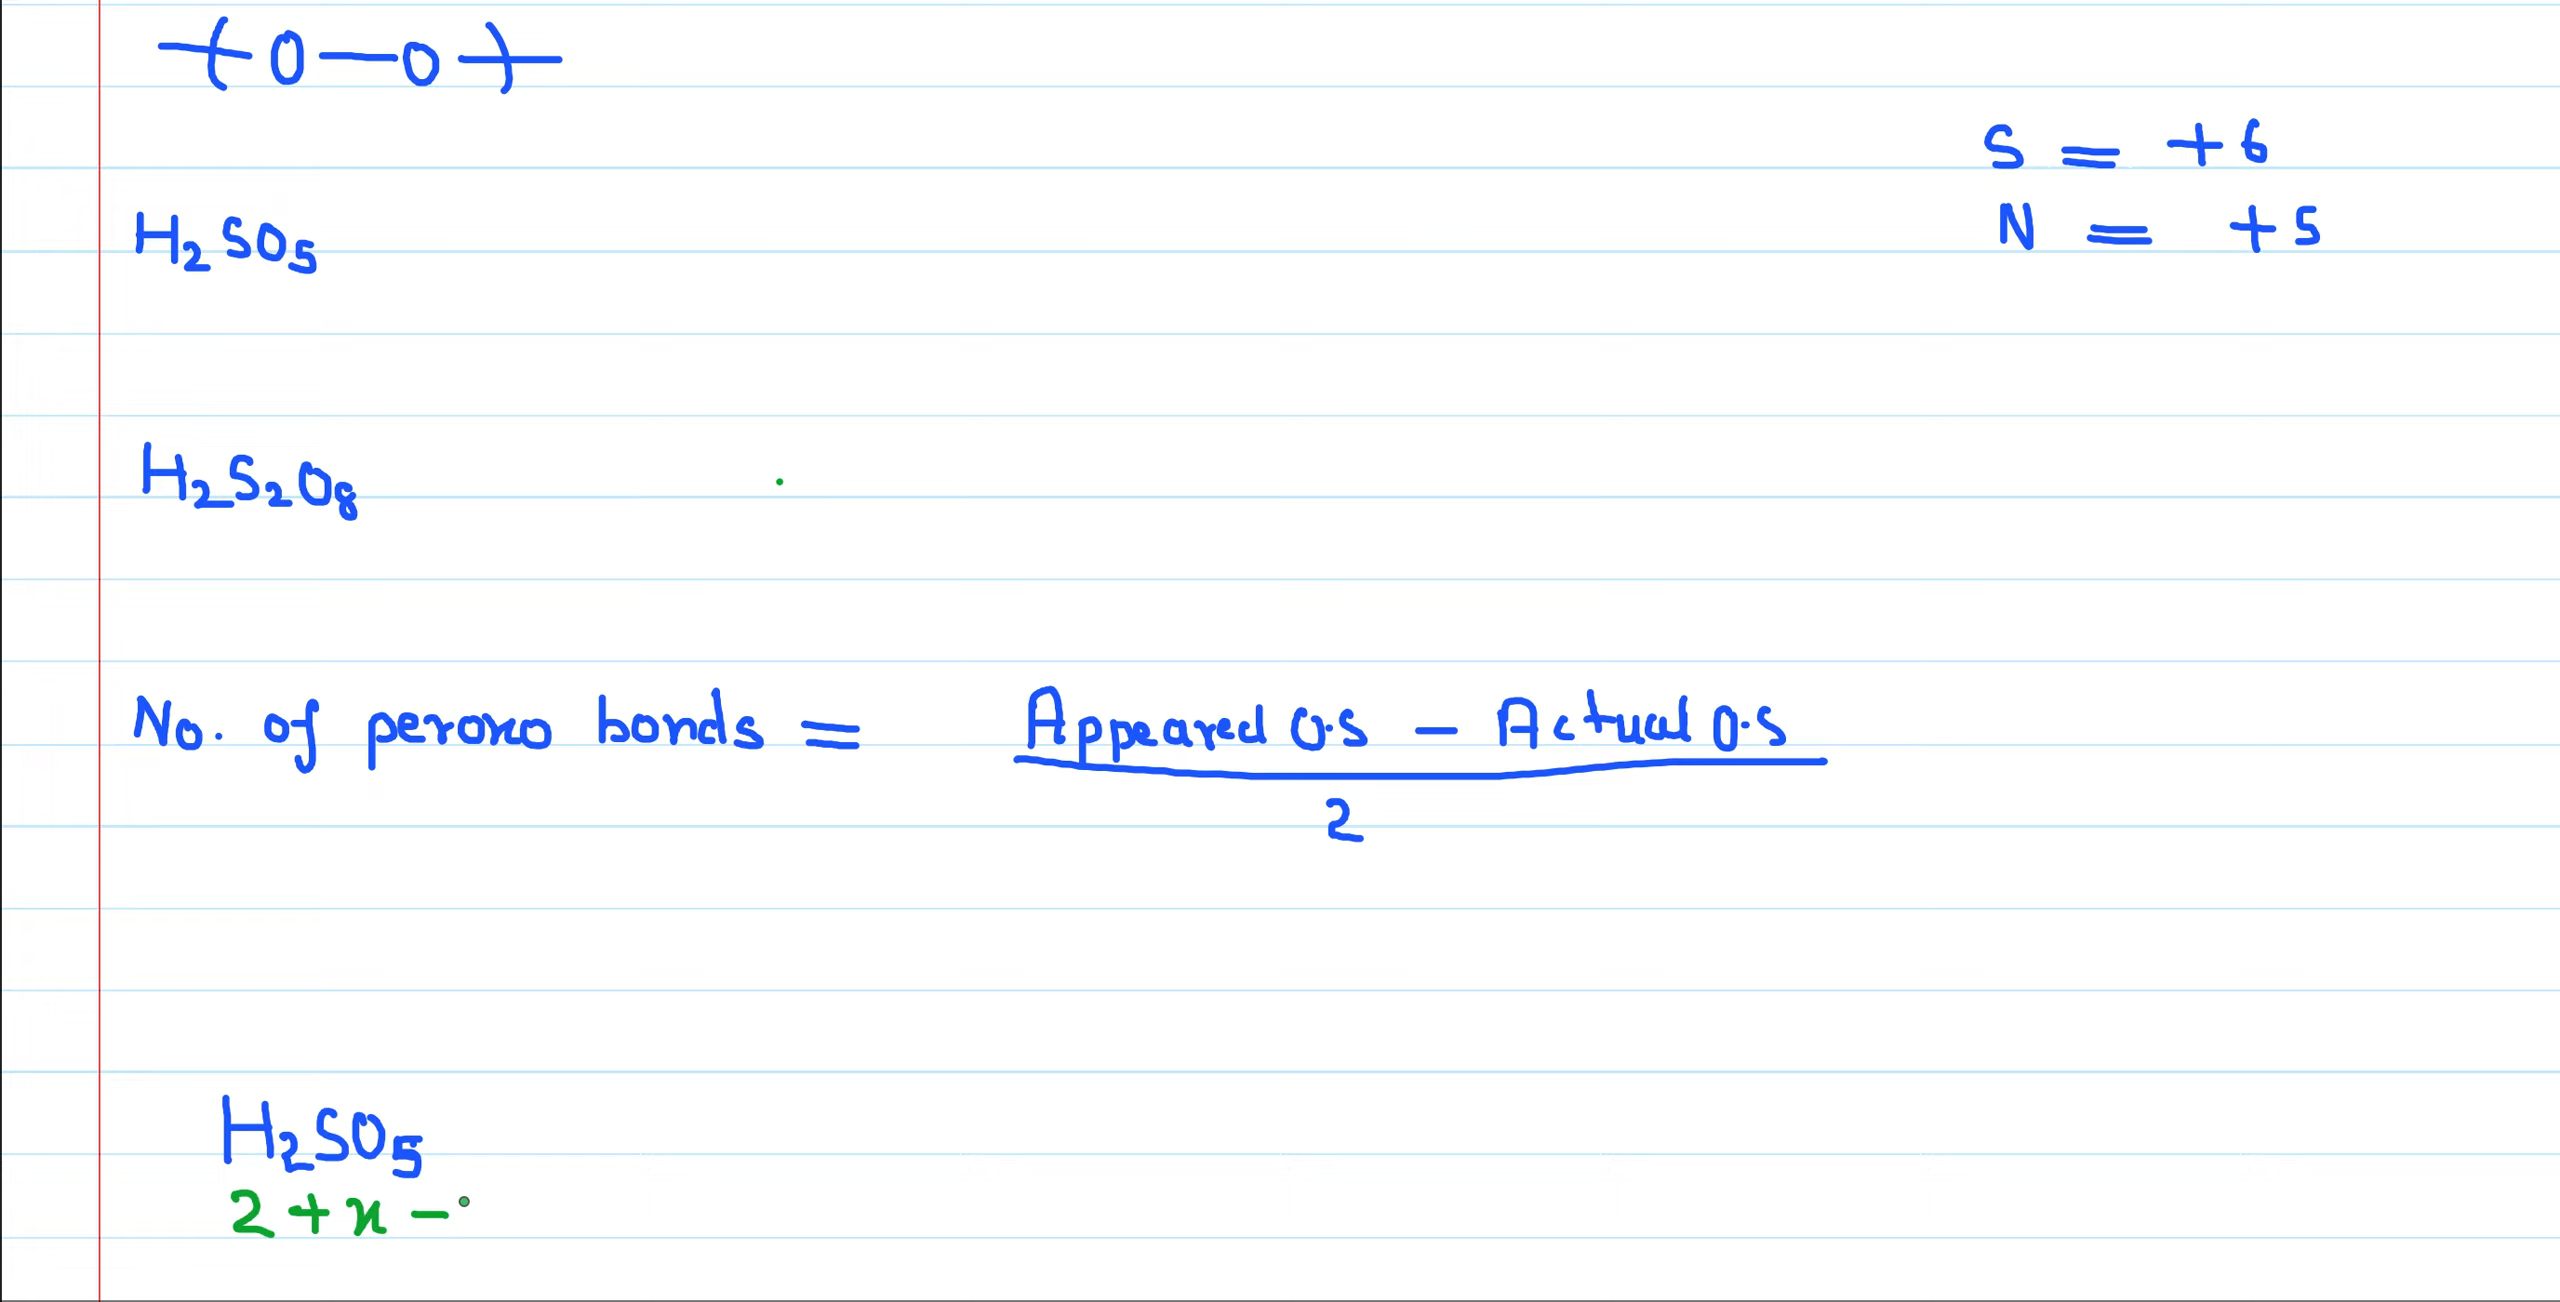 -(O-O)-
S = +6
N = +5
H₂SO₅
H₂S₂O₈
No. of peroxo bonds = Appeared O.S - Actual O.S
2
H₂SO₅
2 + x -